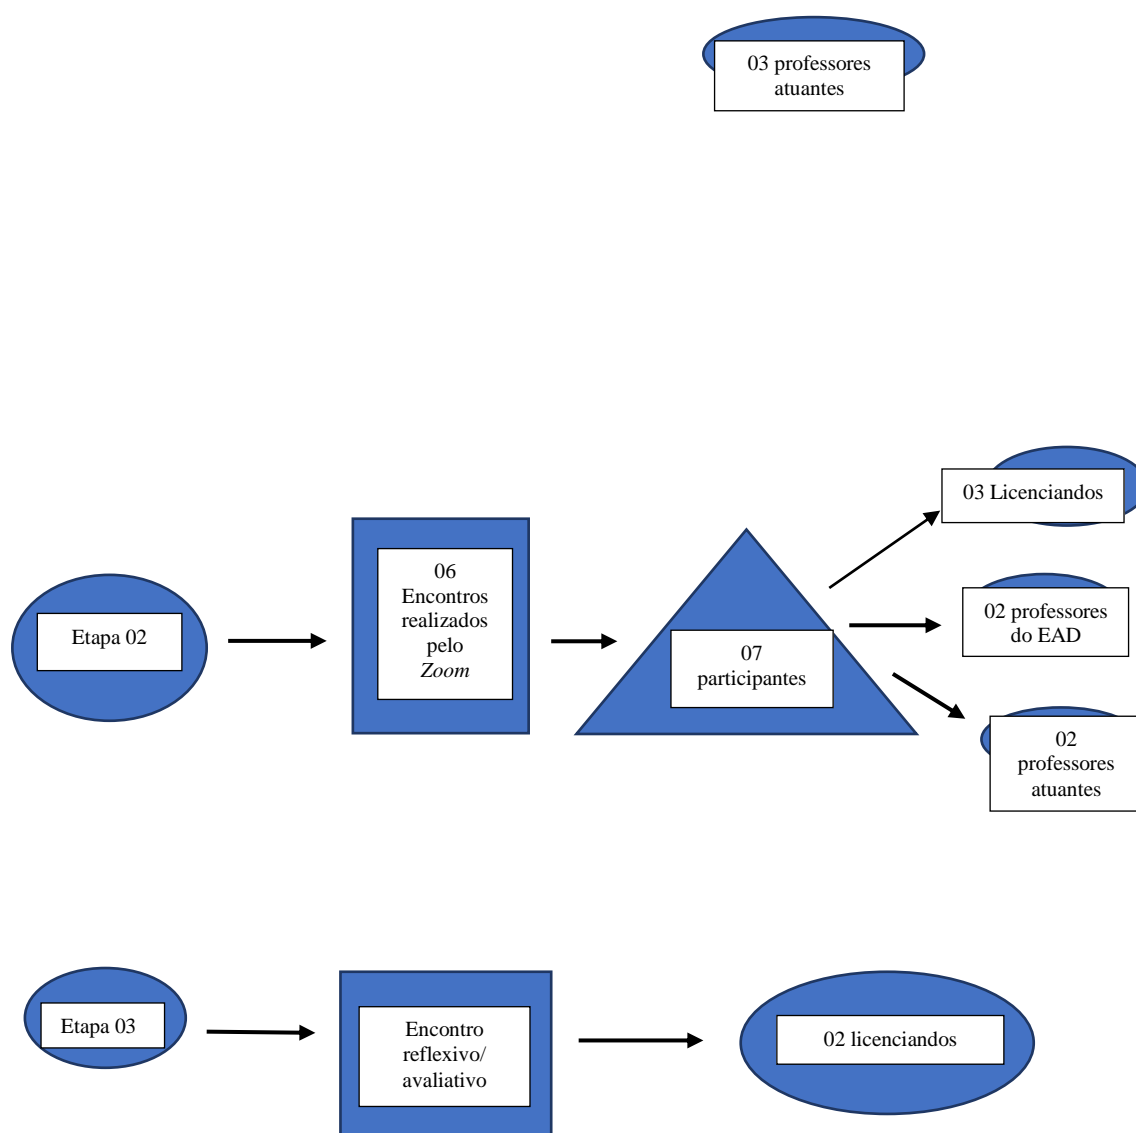 03 professores
atuantes
03 Licenciandos
Etapa 02
06
Encontros
realizados
pelo
Zoom
07
participantes
02 professores
do EAD
02
professores
atuantes
Etapa 03
Encontro
reflexivo/
avaliativo
02 licenciandos